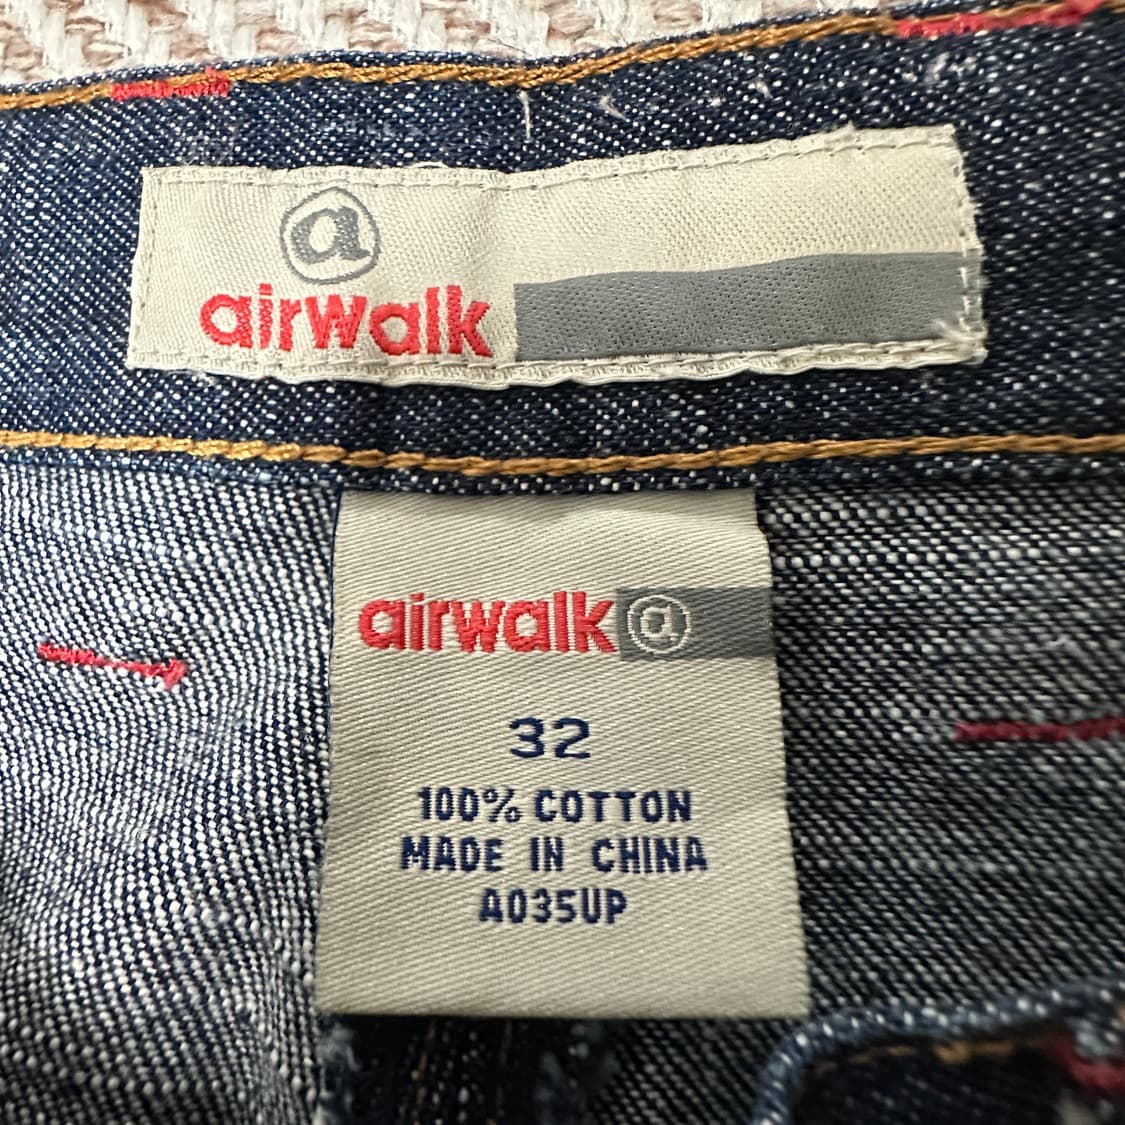 a
airwalk
airwalk a
32
100% COTTON
MADE IN CHINA
A035UP